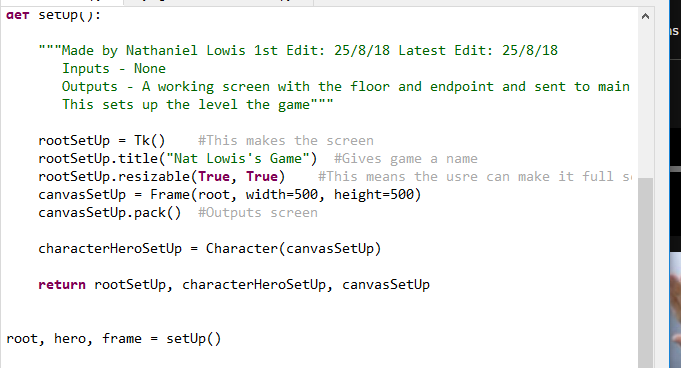 def setUp():
"""Made by Nathaniel Lowis 1st Edit: 25/8/18 Latest Edit: 25/8/18
Inputs - None
Outputs - A working screen with the floor and endpoint and sent to main
This sets up the level the game"""
rootSetUp = Tk()    #This makes the screen
rootSetUp.title("Nat Lowis's Game")  #Gives game a name
rootSetUp.resizable(True, True)    #This means the usre can make it full s
canvasSetUp = Frame(root, width=500, height=500)
canvasSetUp.pack()  #Outputs screen
characterHeroSetUp = Character(canvasSetUp)
return rootSetUp, characterHeroSetUp, canvasSetUp
root, hero, frame = setUp()